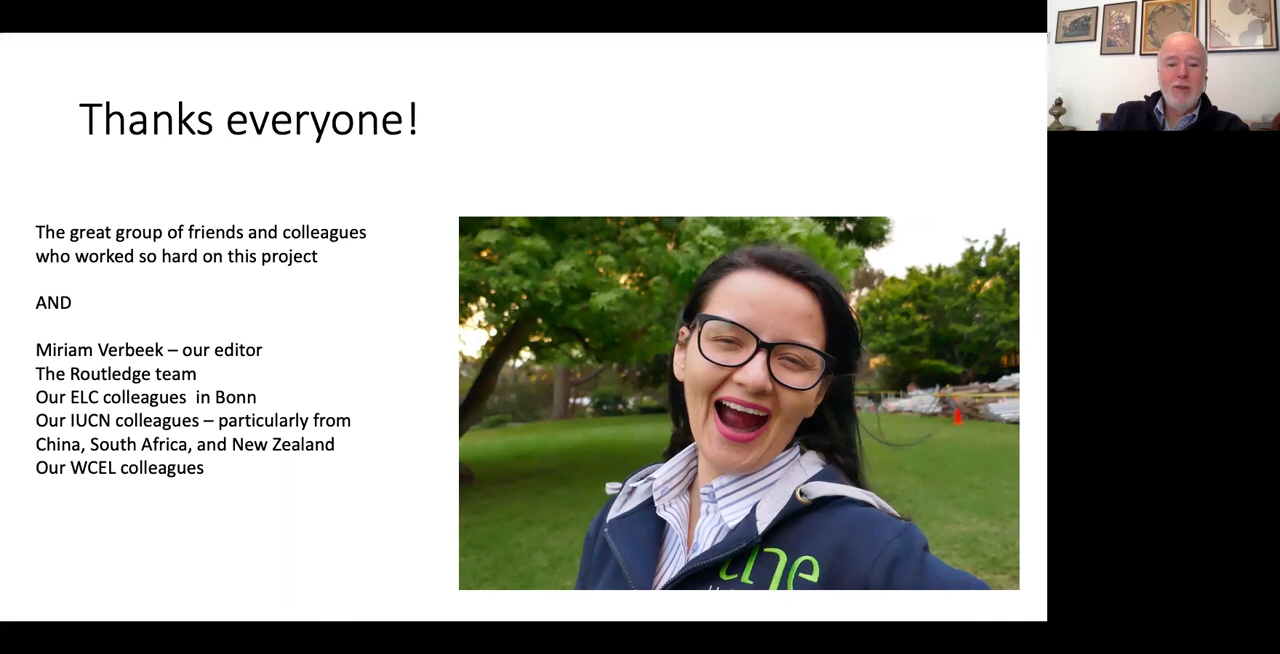 Thanks everyone!
The great group of friends and colleagues
who worked so hard on this project
AND
Miriam Verbeek – our editor
The Routledge team
Our ELC colleagues  in Bonn
Our IUCN colleagues – particularly from
China, South Africa, and New Zealand
Our WCEL colleagues
une